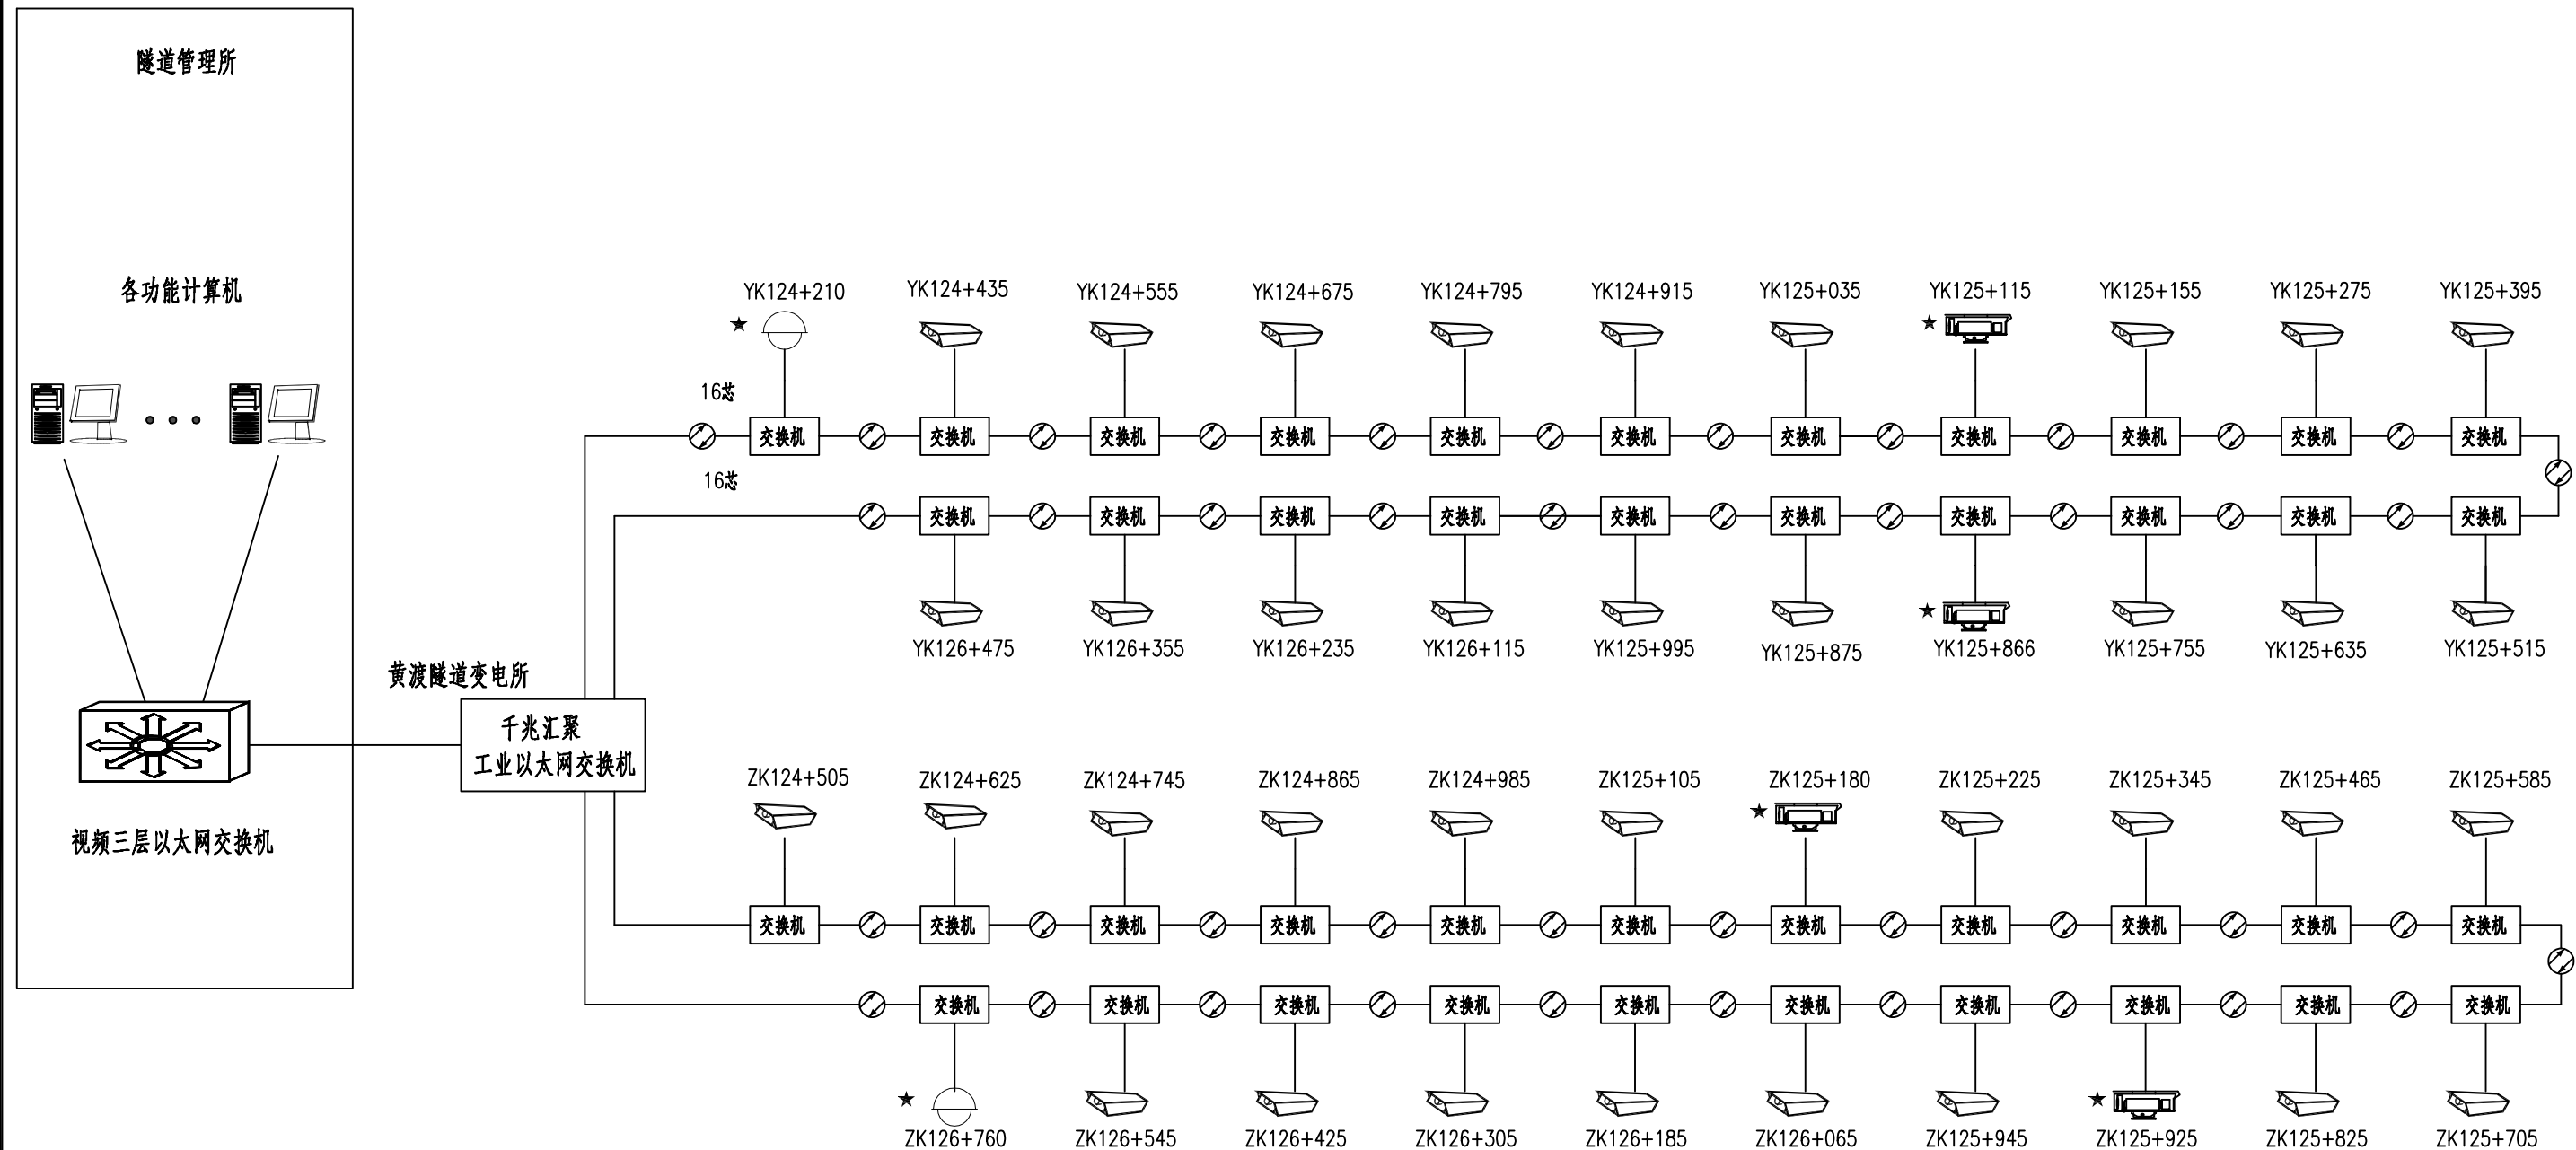 隧道管理所
各功能计算机
视频三层以太网交换机
黄渡隧道变电所
千兆汇聚
工业以太网交换机
YK124+210 YK124+435 YK124+555 YK124+675 YK124+795 YK124+915 YK125+035 YK125+115 YK125+155 YK125+275 YK125+395
★ ★
16芯
交换机 交换机 交换机 交换机 交换机 交换机 交换机 交换机 交换机 交换机 交换机
16芯
交换机 交换机 交换机 交换机 交换机 交换机 交换机 交换机 交换机 交换机
★
YK126+475 YK126+355 YK126+235 YK126+115 YK125+995 YK125+875 YK125+866 YK125+755 YK125+635 YK125+515
ZK124+505 ZK124+625 ZK124+745 ZK124+865 ZK124+985 ZK125+105 ZK125+180 ZK125+225 ZK125+345 ZK125+465 ZK125+585
★
交换机 交换机 交换机 交换机 交换机 交换机 交换机 交换机 交换机 交换机 交换机
交换机 交换机 交换机 交换机 交换机 交换机 交换机 交换机 交换机 交换机
★ ★
ZK126+760 ZK126+545 ZK126+425 ZK126+305 ZK126+185 ZK126+065 ZK125+945 ZK125+925 ZK125+825 ZK125+705